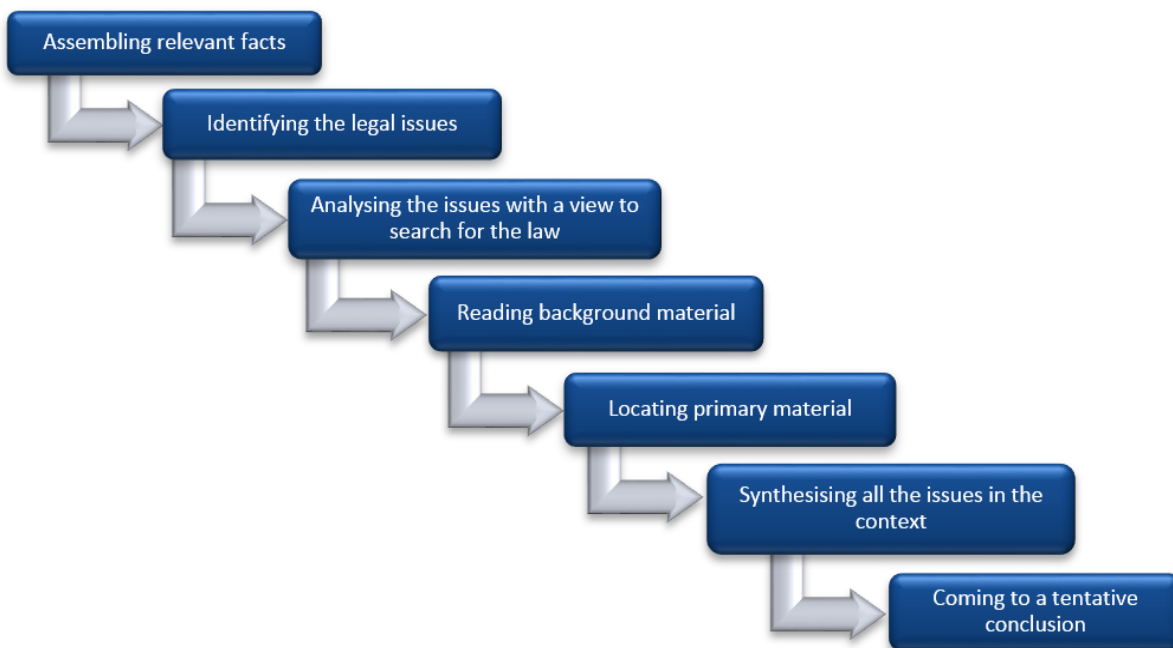 Assembling relevant facts
Identifying the legal issues
Analysing the issues with a view to
search for the law
Reading background material
Locating primary material
Synthesising all the issues in the
context
Coming to a tentative
conclusion